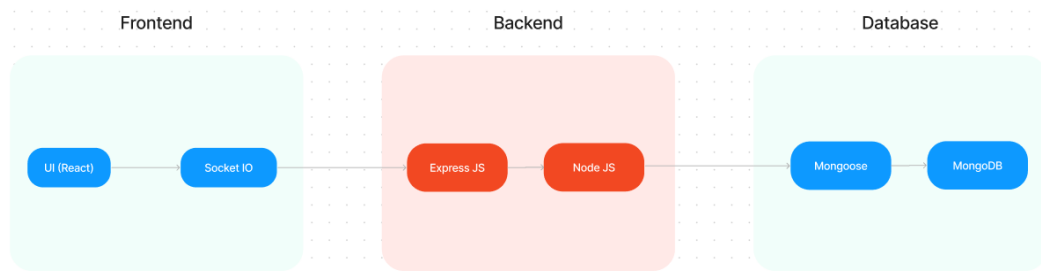 Frontend
Backend
Database
UI (React)
Socket IO
Express JS
Node JS
Mongoose
MongoDB